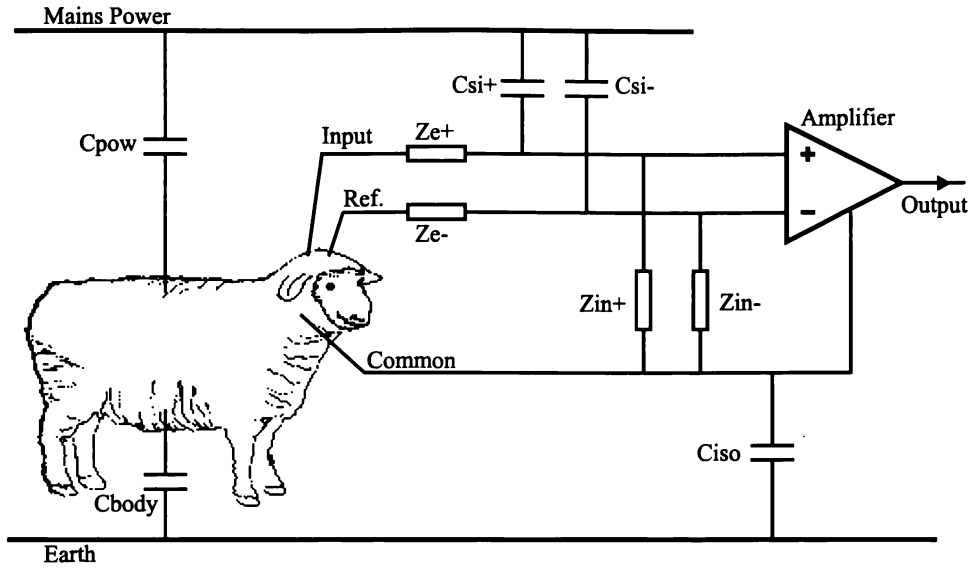 Mains Power
Csi+
Csi-
Cpow
Input
Ze+
Amplifier
+
Ref.
Ze-
-
Output
Zin+
Zin-
Common
Ciso
Cbody
Earth